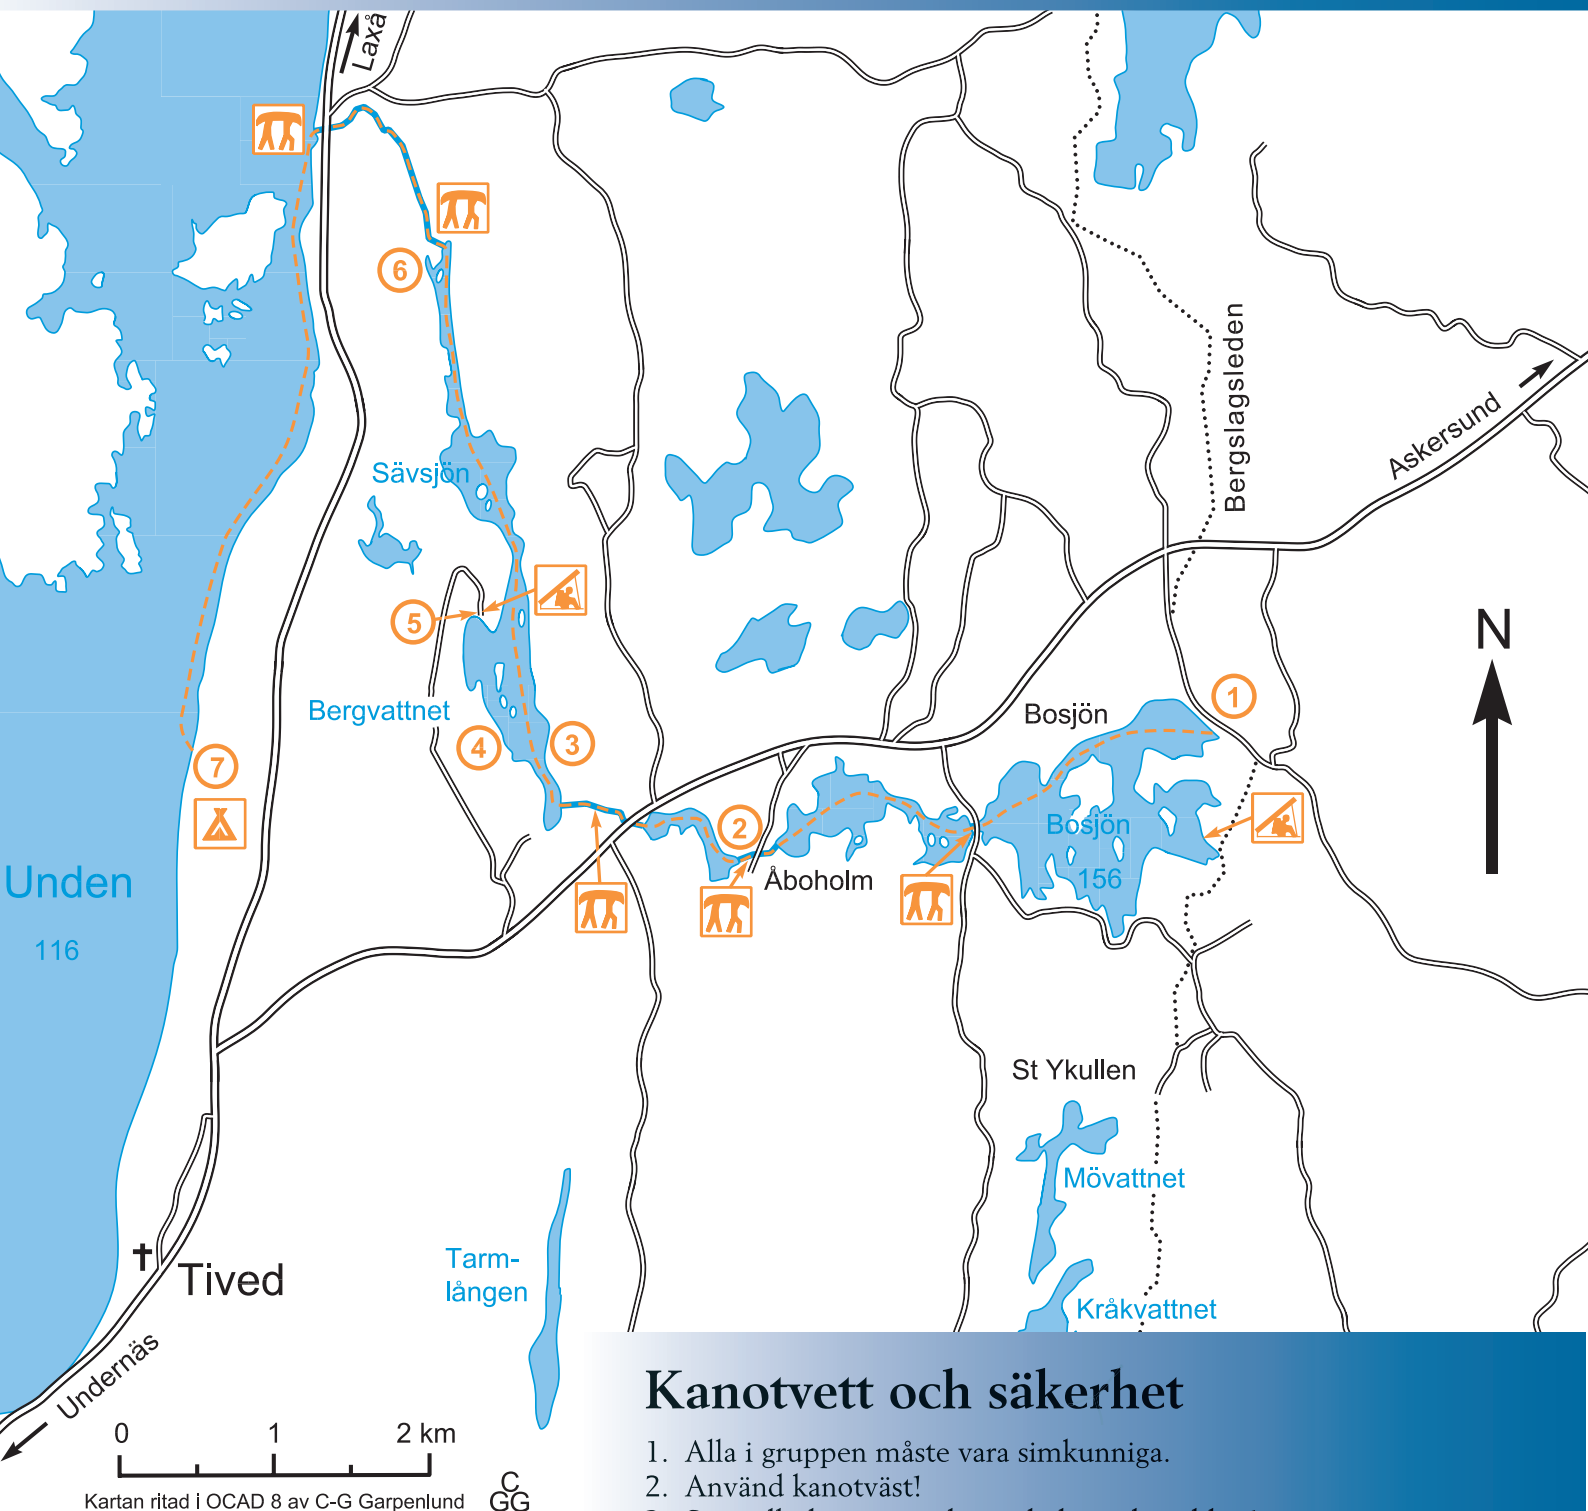 Laxå
6
Sävsjön
Bergslagsleden
Askersund
5
N
Bergvattnet
4
3
Bosjön
1
7
2
Bosjön
156
Åboholm
Unden
116
St Ykullen
Mövattnet
Tarm-
lången
Kråkvattnet
Tived
Undernäs
0 1 2 km
Kartan ritad i OCAD 8 av C-G Garpenlund
C
GG
Kanotvett och säkerhet
1. Alla i gruppen måste vara simkunniga.
2. Använd kanotväst!